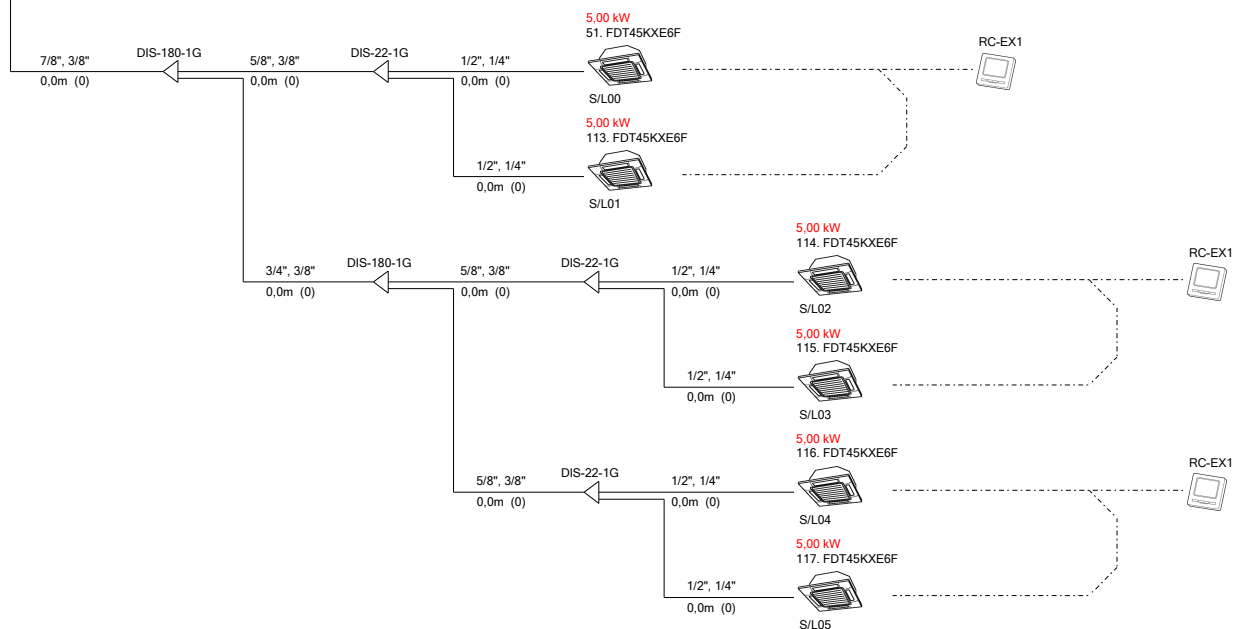 5,00 kW
51. FDT45KXE6F
RC-EX1
7/8", 3/8"
DIS-180-1G
5/8", 3/8"
DIS-22-1G
1/2", 1/4"
0,0m (0)
0,0m (0)
0,0m (0)
S/L00
5,00 kW
113. FDT45KXE6F
1/2", 1/4"
0,0m (0)
S/L01
5,00 kW
114. FDT45KXE6F
RC-EX1
3/4", 3/8"
DIS-180-1G
5/8", 3/8"
DIS-22-1G
1/2", 1/4"
0,0m (0)
0,0m (0)
0,0m (0)
S/L02
5,00 kW
115. FDT45KXE6F
1/2", 1/4"
0,0m (0)
S/L03
5,00 kW
116. FDT45KXE6F
RC-EX1
5/8", 3/8"
DIS-22-1G
1/2", 1/4"
0,0m (0)
0,0m (0)
S/L04
5,00 kW
117. FDT45KXE6F
1/2", 1/4"
0,0m (0)
S/L05